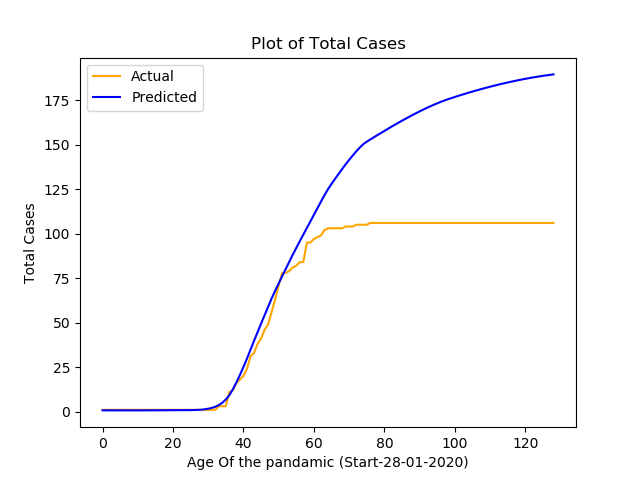 Plot of Total Cases
Actual
Predicted
175
150
125
100
75
50
25
0
Total Cases
0 20 40 60 80 100 120
Age Of the pandamic (Start-28-01-2020)